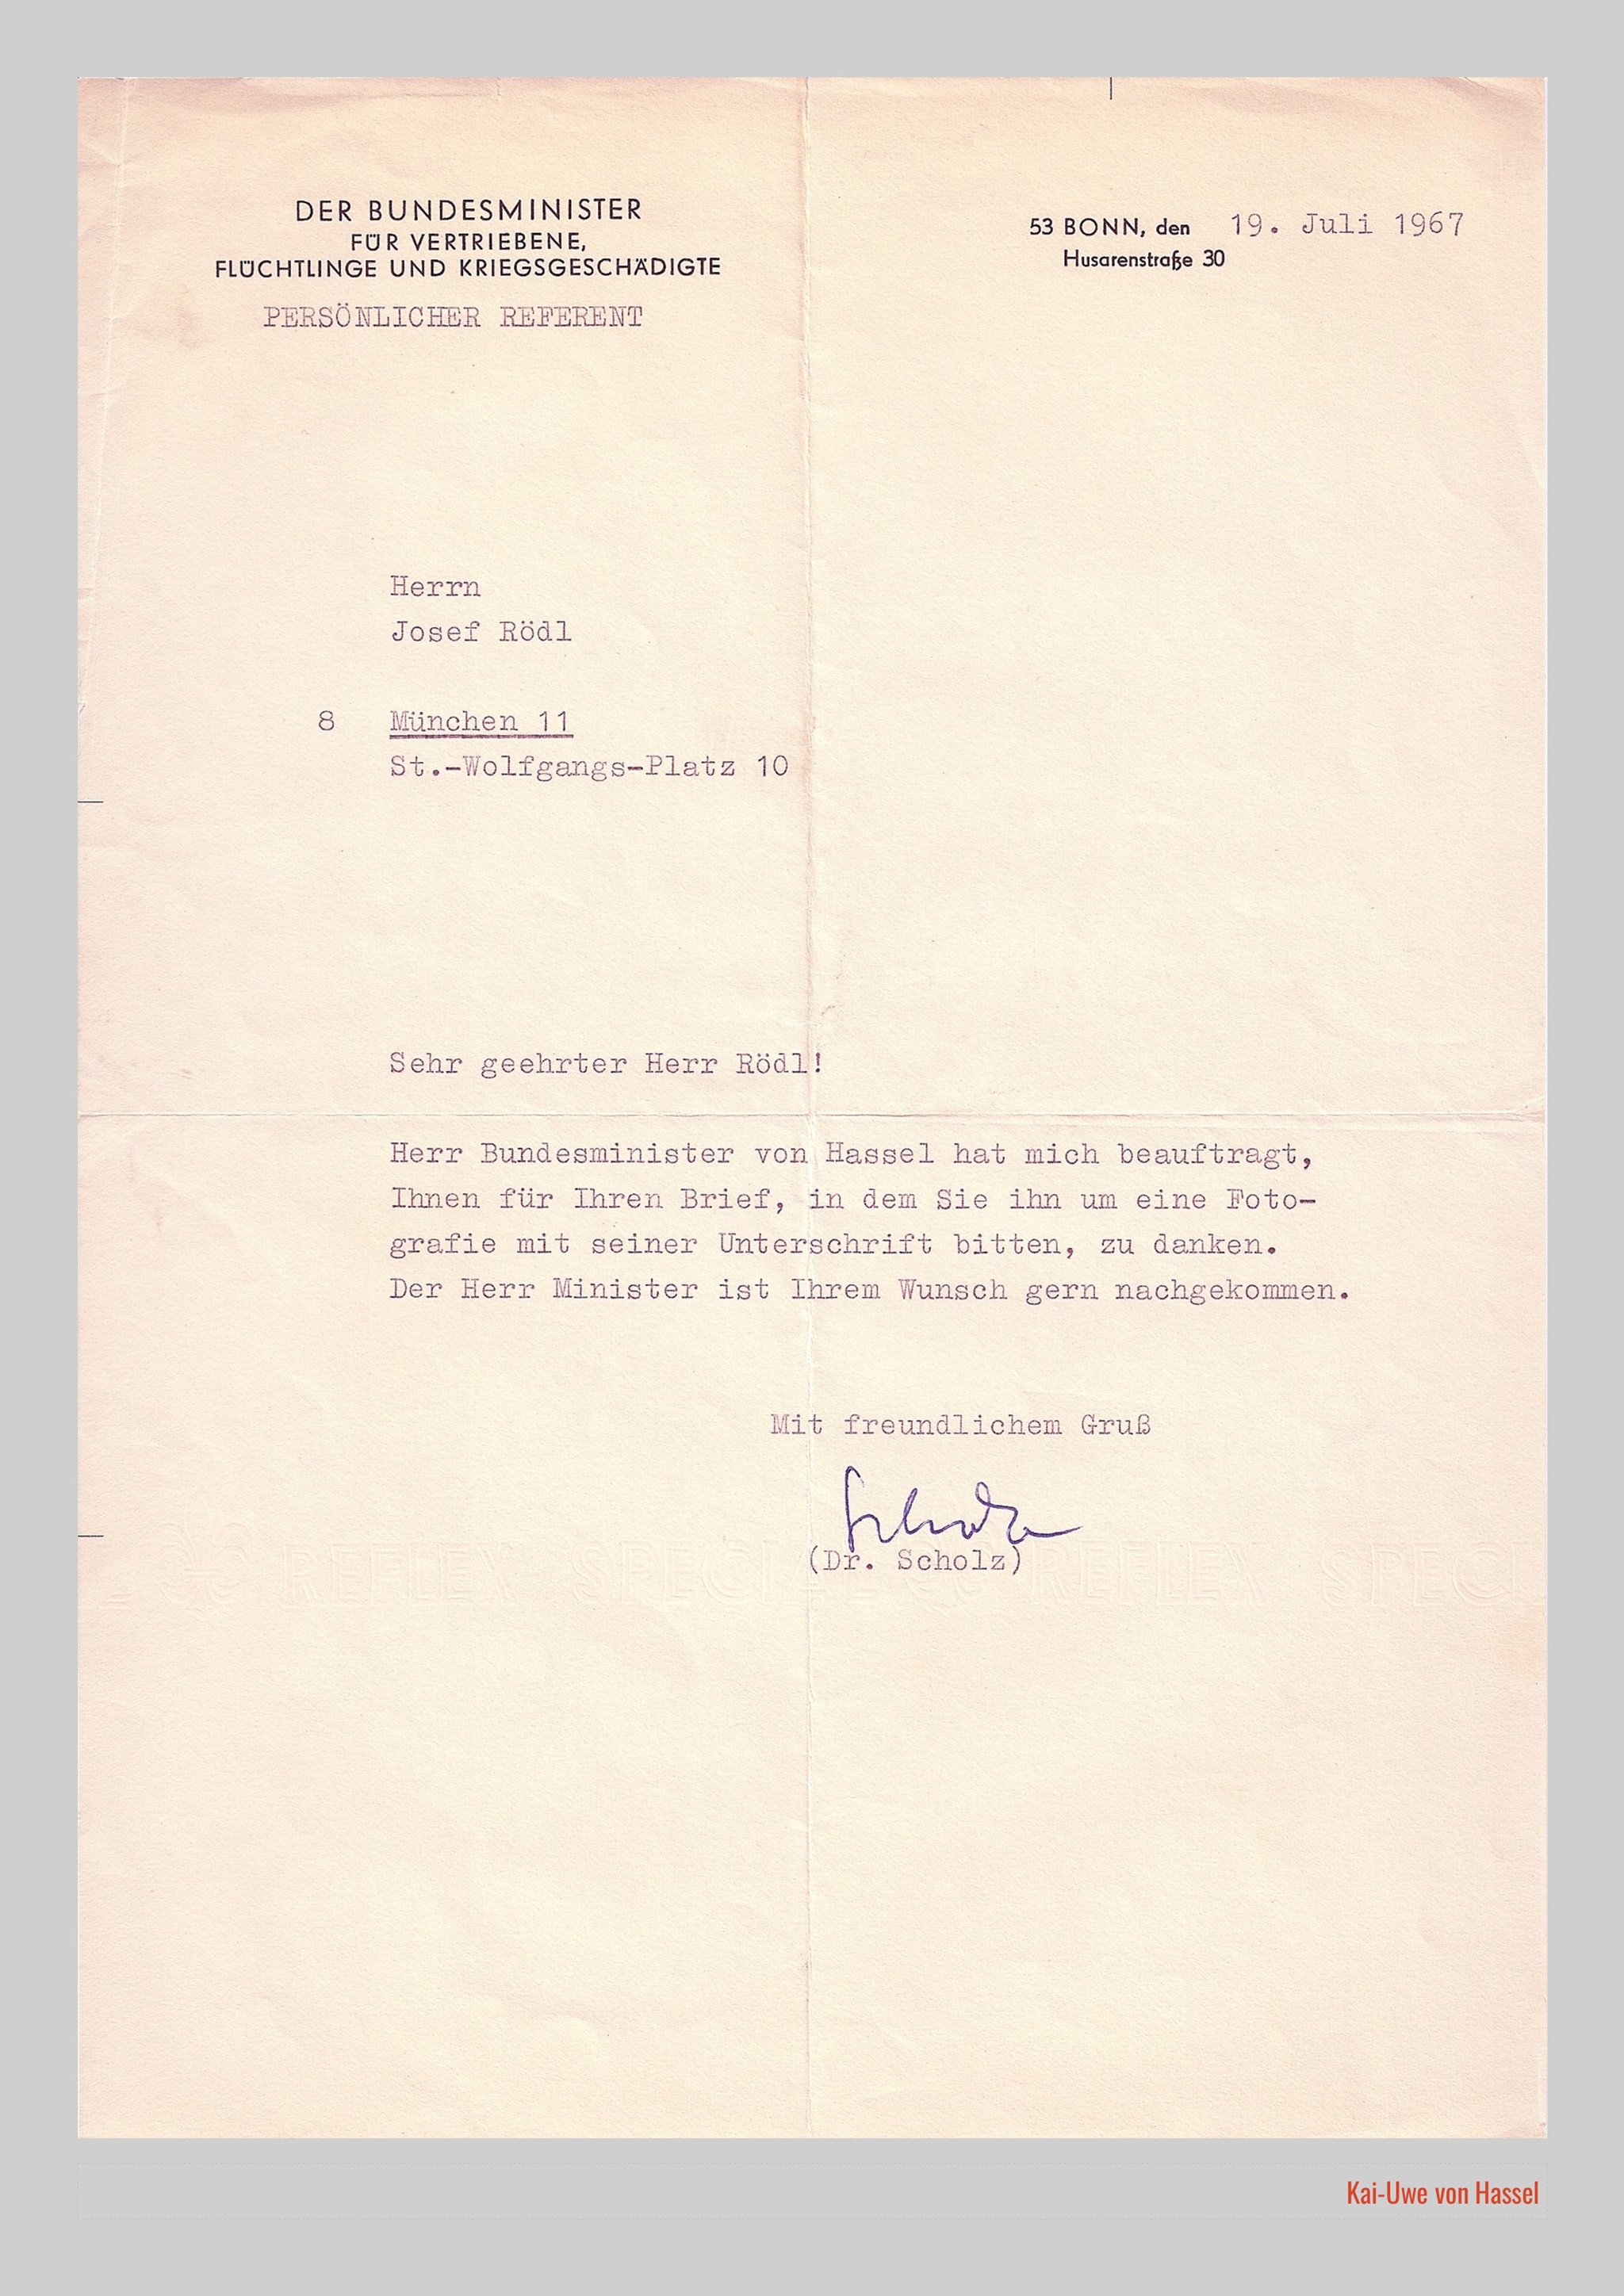 DER BUNDESMINISTER
FÜR VERTRIEBENE,
FLÜCHTLINGE UND KRIEGSGESCHÄDIGTE
PERSÖNLICHER REFERENT
53 BONN, den 19. Juli 1967
Husarenstraße 30
Herrn
Josef Rödl
8 München 11
St.-Wolfgangs-Platz 10
Sehr geehrter Herr Rödl!
Herr Bundesminister von Hassel hat mich beauftragt,
Ihnen für Ihren Brief, in dem Sie ihn um eine Foto-
grafie mit seiner Unterschrift bitten, zu danken.
Der Herr Minister ist Ihrem Wunsch gern nachgekommen.
Mit freundlichem Gruß
Scholz
(Dr. Scholz)
REFLEX SPECIAL REFLEX SPECIA
Kai-Uwe von Hassel